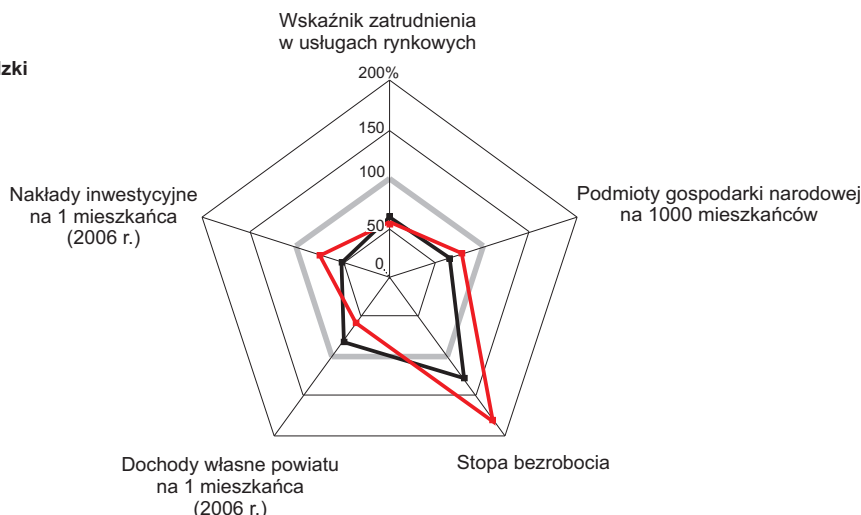 Wskaźnik zatrudnienia
w usługach rynkowych
dzki
200%
150
100
50
0
Nakłady inwestycyjne
na 1 mieszkańca
(2006 r.)
Podmioty gospodarki narodowej
na 1000 mieszkańców
Dochody własne powiatu
na 1 mieszkańca
(2006 r.)
Stopa bezrobocia